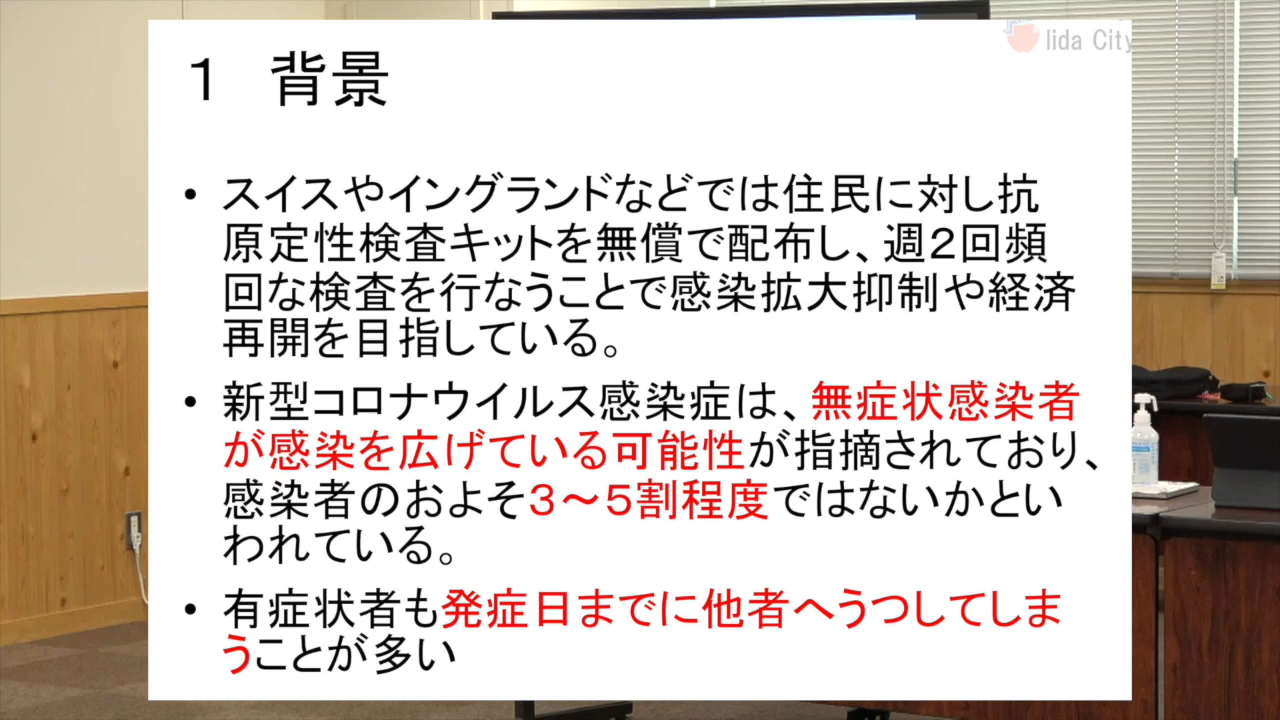 Iida City
１ 背景
• スイスやイングランドなどでは住民に対し抗
原定性検査キットを無償で配布し、週２回頻
回な検査を行なうことで感染拡大抑制や経済
再開を目指している。
• 新型コロナウイルス感染症は、無症状感染者
が感染を広げている可能性が指摘されており、
感染者のおよそ３～５割程度ではないかとい
われている。
• 有症状者も発症日までに他者へうつしてしま
うことが多い